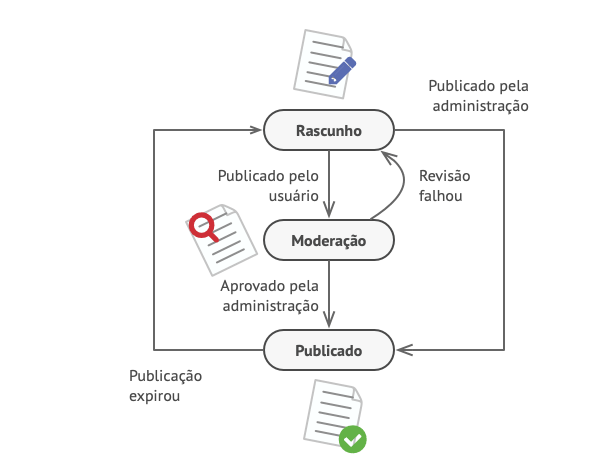 Publicado pela
administração
Rascunho
Publicado pelo
usuário
Revisão
falhou
Moderação
Aprovado pela
administração
Publicado
Publicação
expirou